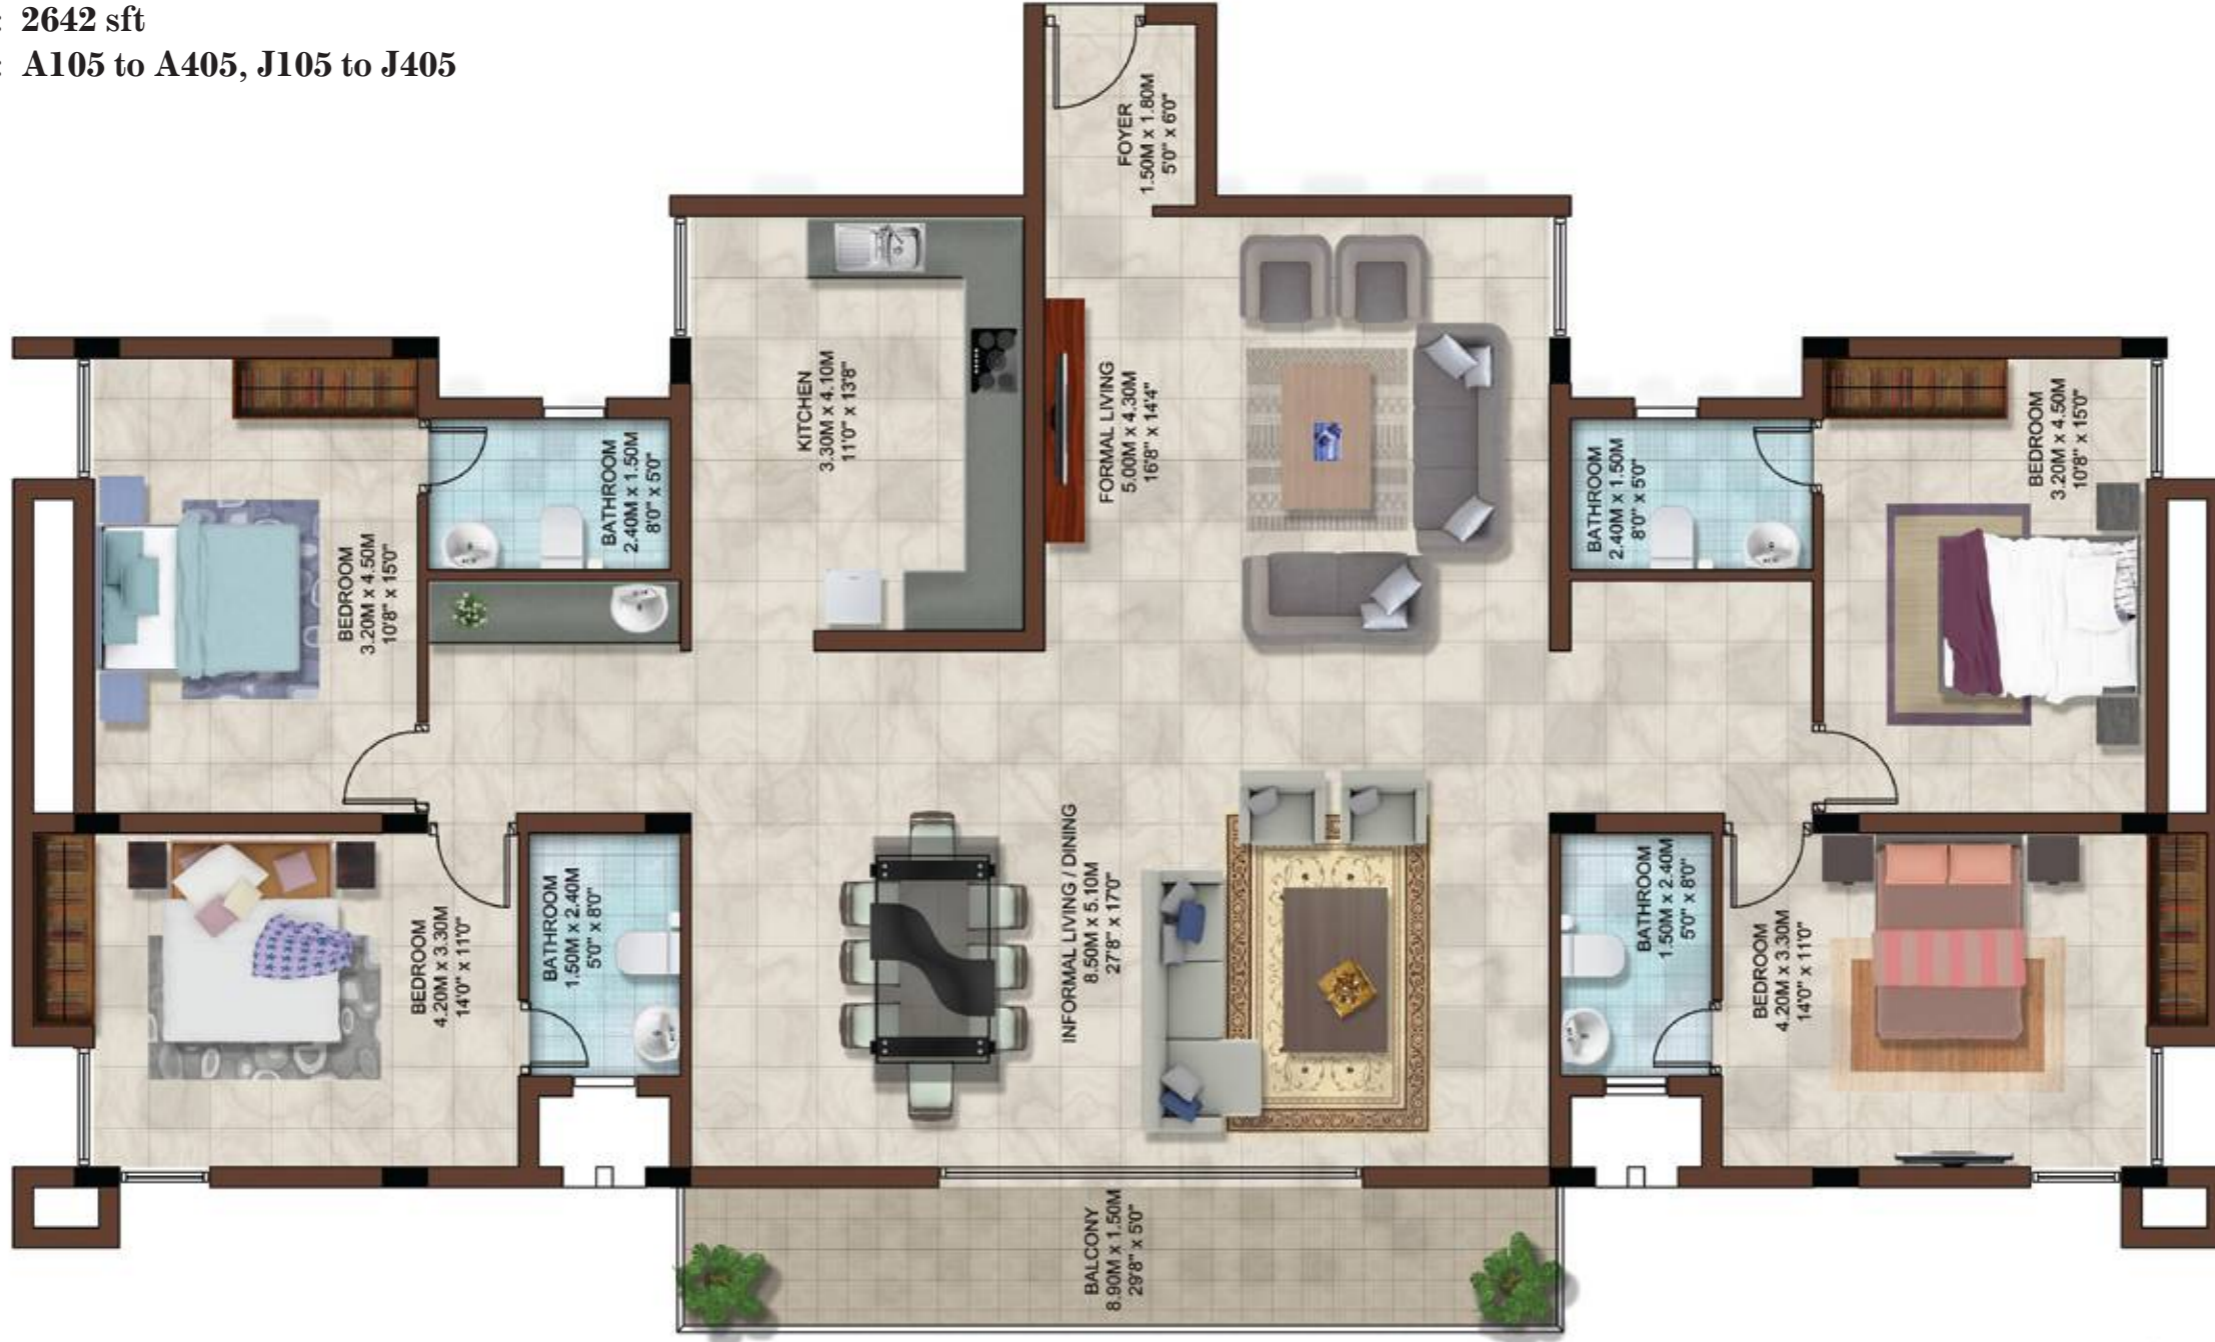 : 2642 sft
: A105 to A405, J105 to J405
FOYER
1.50M x 1.80M
5'0" x 6'0"
KITCHEN
3.30M x 4.10M
11'0" x 13'8"
FORMAL LIVING
5.00M x 4.30M
16'8" x 14'4"
BEDROOM
3.20M x 4.50M
10'8" x 15'0"
BATHROOM
2.40M x 1.50M
8'0" x 5'0"
BATHROOM
2.40M x 1.50M
8'0" x 5'0"
BEDROOM
3.20M x 4.50M
10'8" x 15'0"
BEDROOM
4.20M x 3.30M
14'0" x 11'0"
BATHROOM
1.50M x 2.40M
5'0" x 8'0"
INFORMAL LIVING / DINING
8.50M x 5.10M
27'8" x 17'0"
BATHROOM
1.50M x 2.40M
5'0" x 8'0"
BEDROOM
4.20M x 3.30M
14'0" x 11'0"
BALCONY
8.90M x 1.50M
29'8" x 5'0"